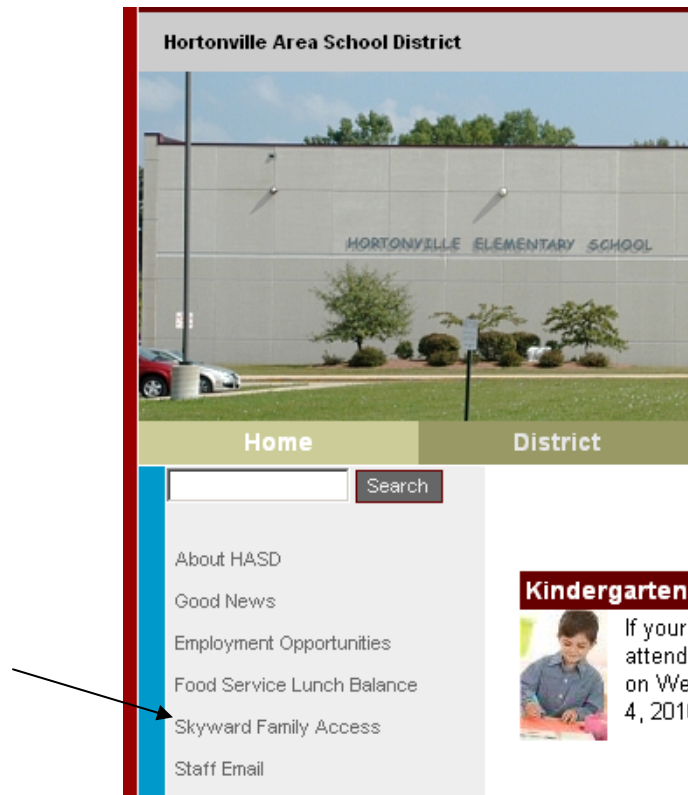 Hortonville Area School District
HORTONVILLE ELEMENTARY SCHOOL
Home
District
Search
About HASD
Good News
Employment Opportunities
Food Service Lunch Balance
Skyward Family Access
Staff Email
Kindergarten
If your
attend
on We
4, 201